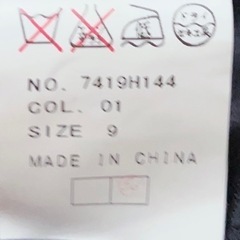 NO. 7419H144
COL. 01
SIZE 9
MADE IN CHINA